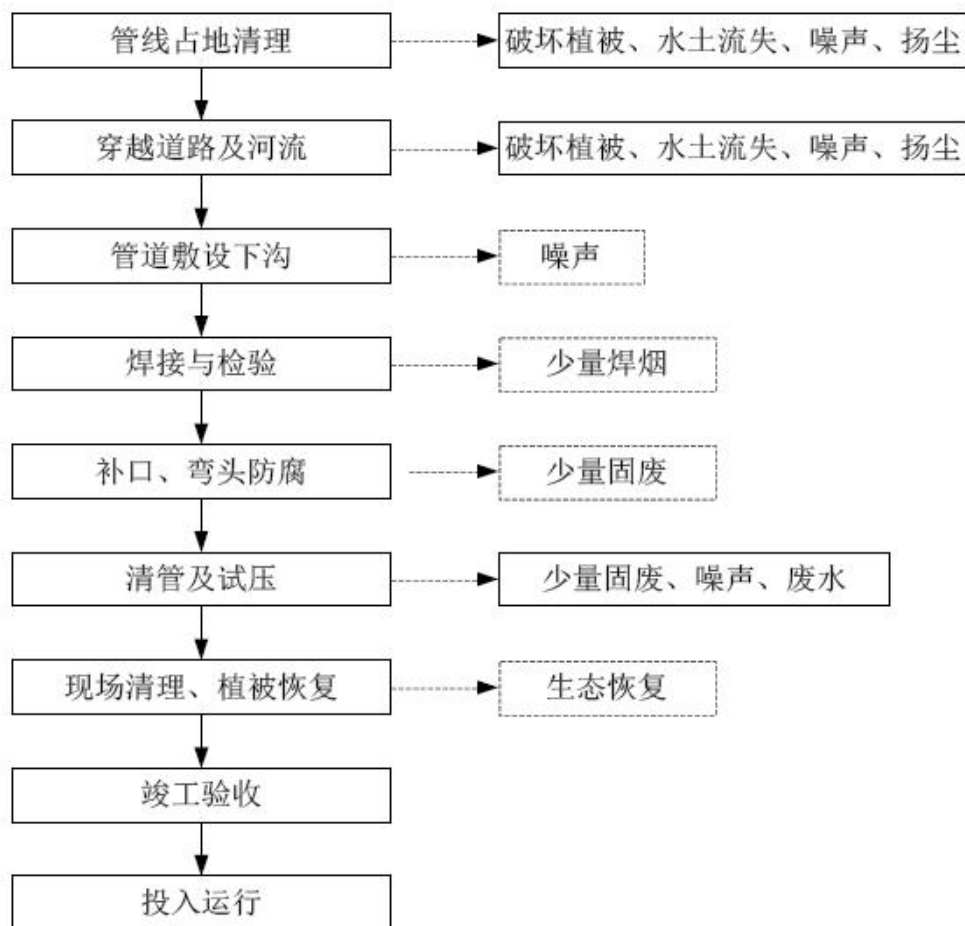 管线占地清理
破坏植被、水土流失、噪声、扬尘
穿越道路及河流
破坏植被、水土流失、噪声、扬尘
管道敷设下沟
噪声
焊接与检验
少量焊烟
补口、弯头防腐
少量固废
清管及试压
少量固废、噪声、废水
现场清理、植被恢复
生态恢复
竣工验收
投入运行